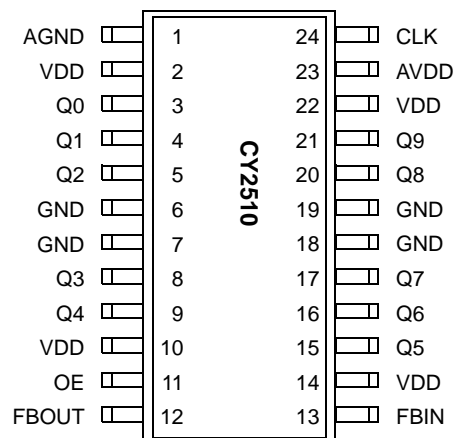 AGND 1 24 CLK
VDD 2 23 AVDD
Q0 3 22 VDD
Q1 4 21 Q9
Q2 5 20 Q8
GND 6 19 GND
GND 7 18 GND
Q3 8 17 Q7
Q4 9 16 Q6
VDD 10 15 Q5
OE 11 14 VDD
FBOUT 12 13 FBIN
CY2510